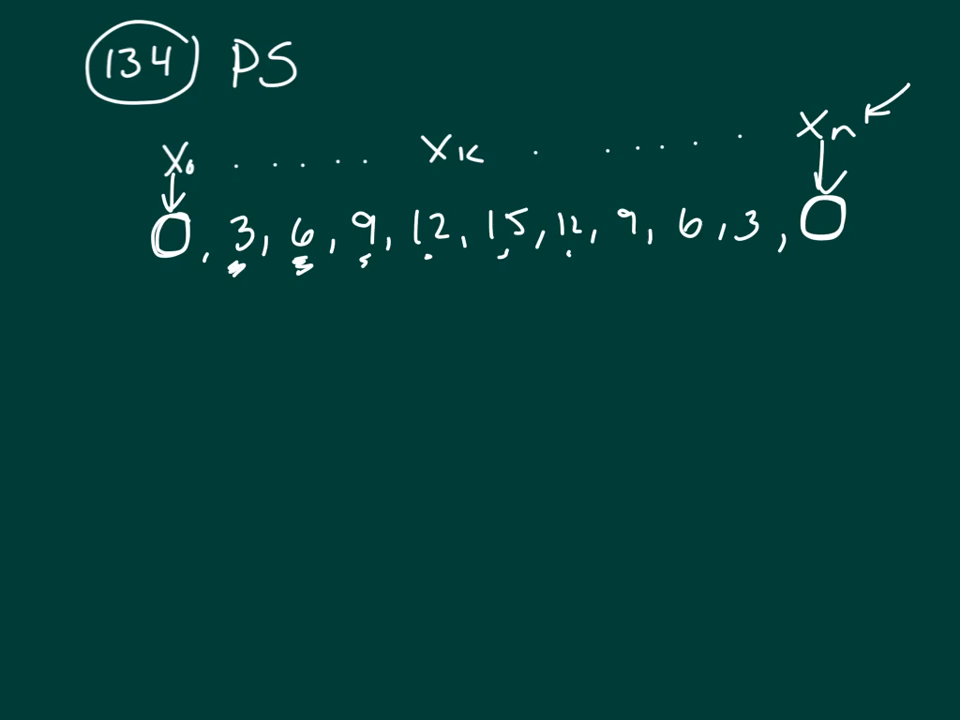 134 PS
X0 . . . . . XK . . . . . . Xn
0, 3, 6, 9, 12, 15, 12, 9, 6, 3, 0